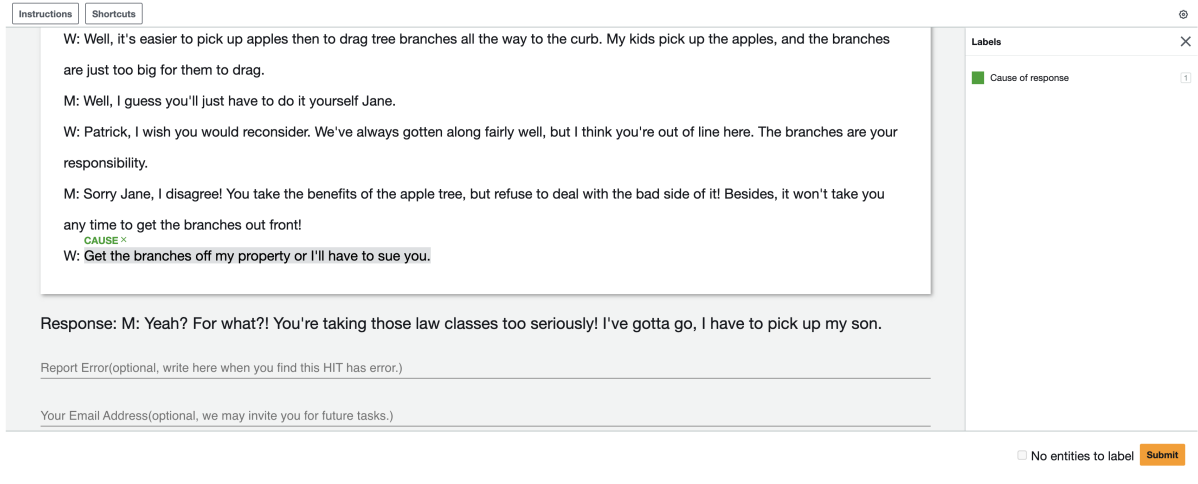 Instructions Shortcuts
W: Well, it's easier to pick up apples then to drag tree branches all the way to the curb. My kids pick up the apples, and the branches
are just too big for them to drag.
M: Well, I guess you'll just have to do it yourself Jane.
W: Patrick, I wish you would reconsider. We've always gotten along fairly well, but I think you're out of line here. The branches are your
responsibility.
M: Sorry Jane, I disagree! You take the benefits of the apple tree, but refuse to deal with the bad side of it! Besides, it won't take you
any time to get the branches out front!
CAUSE ×
W: Get the branches off my property or I'll have to sue you.
Response: M: Yeah? For what?! You're taking those law classes too seriously! I've gotta go, I have to pick up my son.
Report Error(optional, write here when you find this HIT has error.)
Your Email Address(optional, we may invite you for future tasks.)
Labels
Cause of response 1
No entities to label Submit